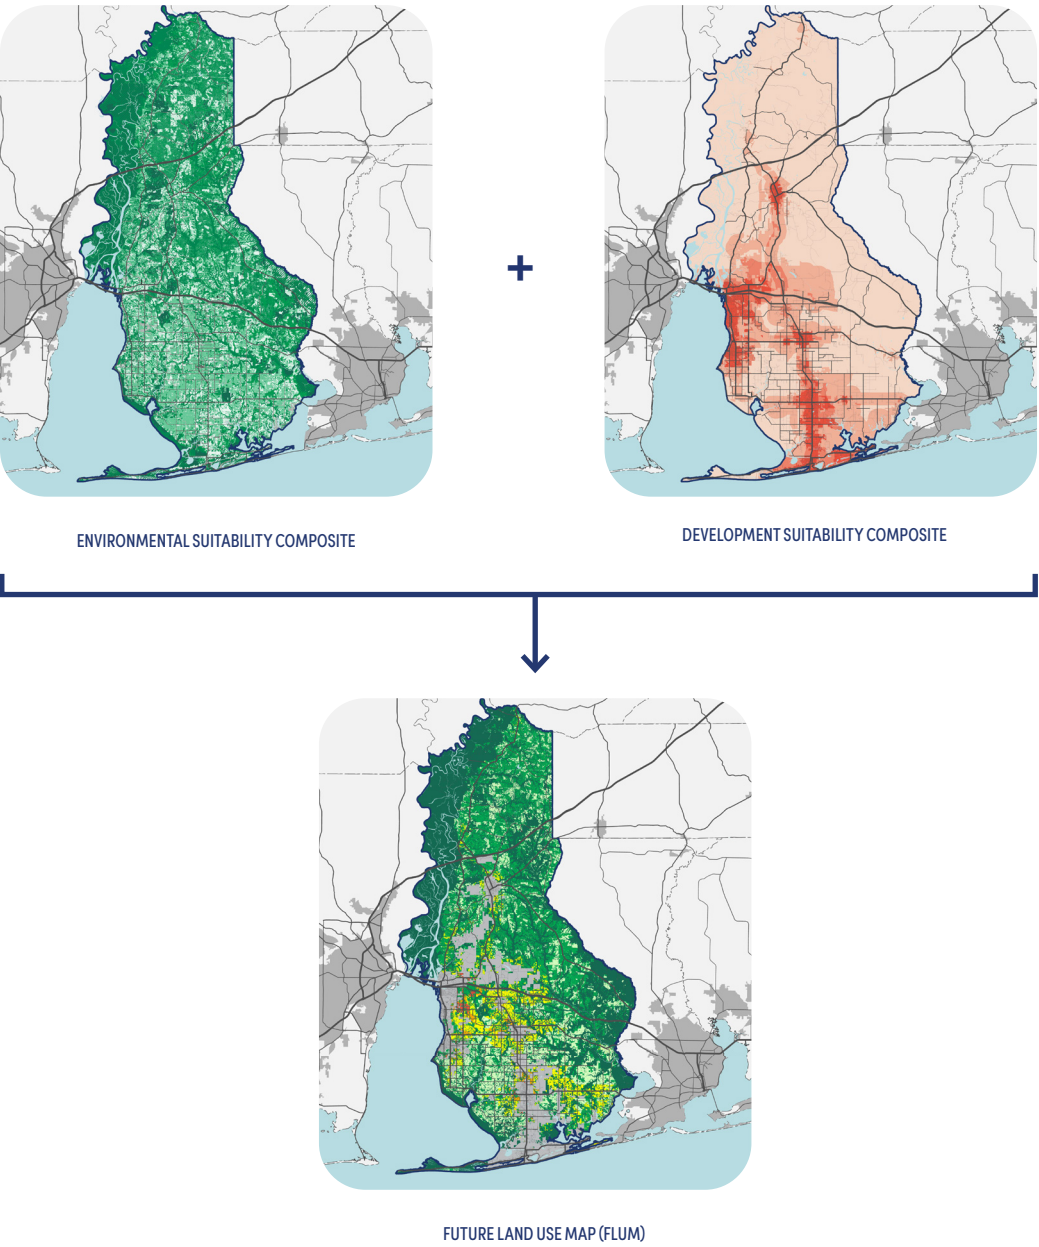 +
ENVIRONMENTAL SUITABILITY COMPOSITE
DEVELOPMENT SUITABILITY COMPOSITE
FUTURE LAND USE MAP (FLUM)